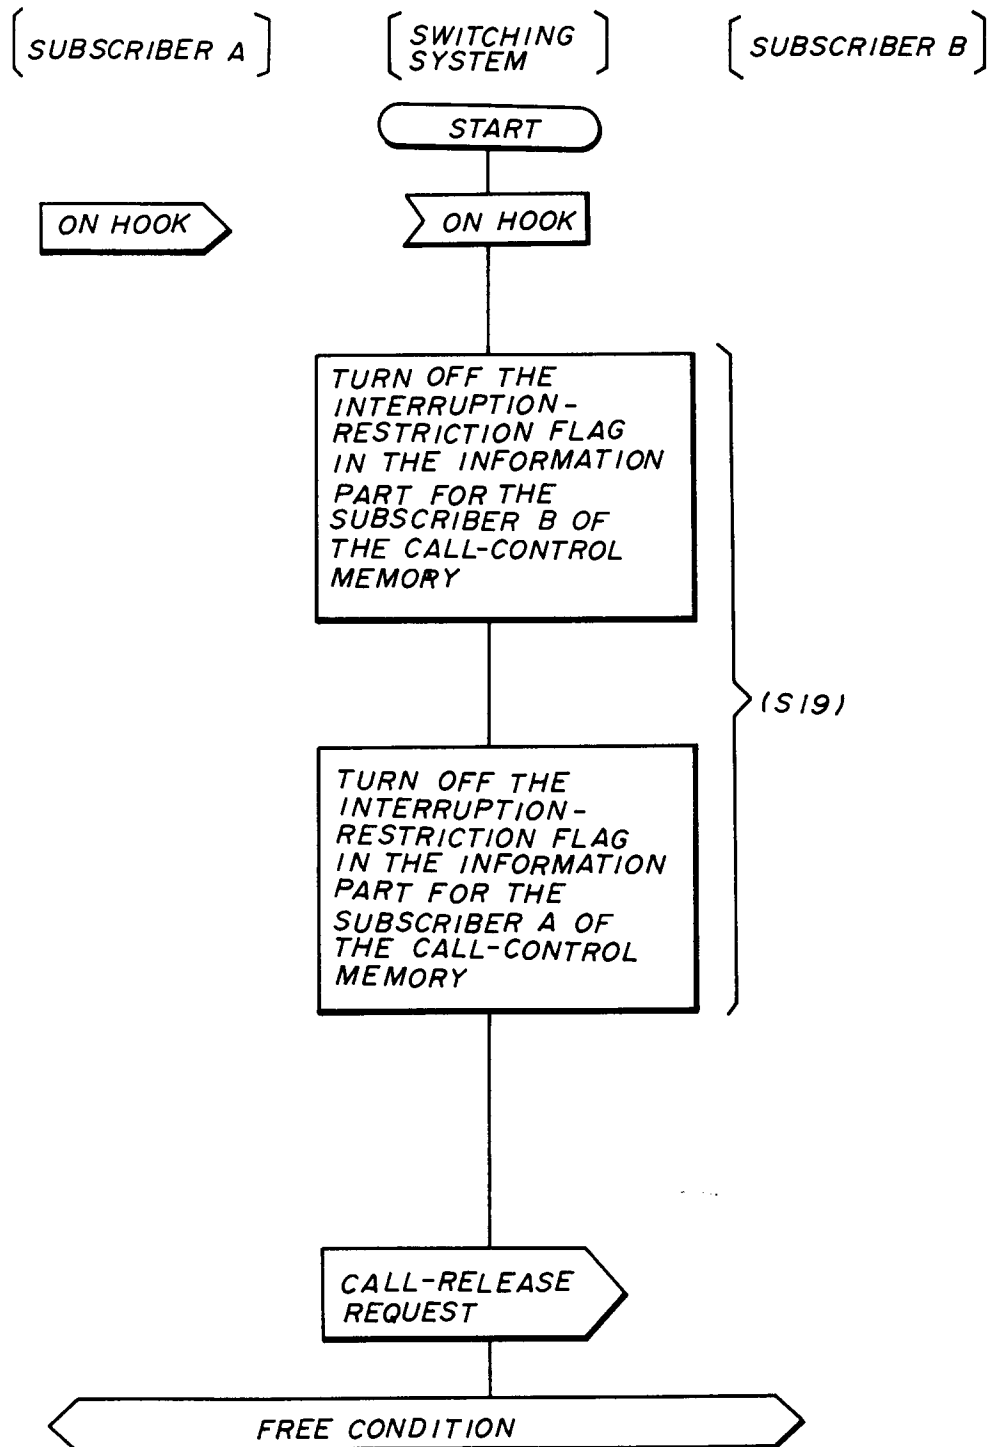 [SUBSCRIBER A]
[SWITCHING
SYSTEM]
[SUBSCRIBER B]
START
ON HOOK
ON HOOK
TURN OFF THE
INTERRUPTION-
RESTRICTION FLAG
IN THE INFORMATION
PART FOR THE
SUBSCRIBER B OF
THE CALL-CONTROL
MEMORY
(S19)
TURN OFF THE
INTERRUPTION-
RESTRICTION FLAG
IN THE INFORMATION
PART FOR THE
SUBSCRIBER A OF
THE CALL-CONTROL
MEMORY
CALL-RELEASE
REQUEST
FREE CONDITION